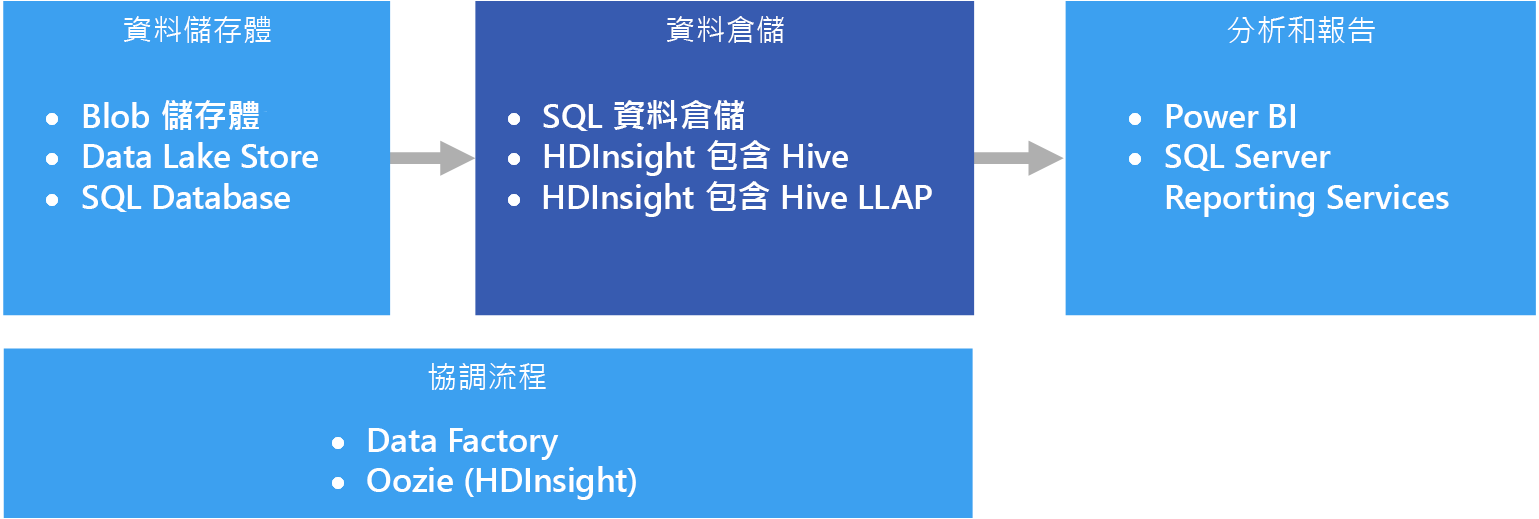 資料儲存體
Blob 儲存體
Data Lake Store
SQL Database
資料倉儲
SQL 資料倉儲
HDInsight 包含 Hive
HDInsight 包含 Hive LLAP
分析和報告
Power BI
SQL Server
Reporting Services
協調流程
Data Factory
Oozie (HDInsight)